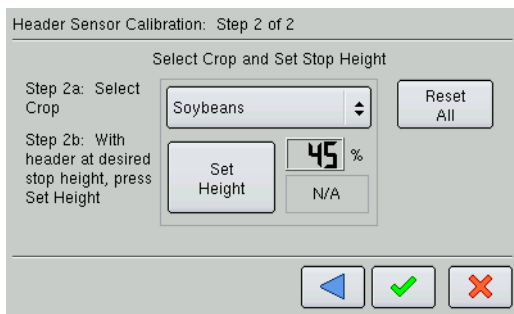 Header Sensor Calibration: Step 2 of 2
Select Crop and Set Stop Height
Step 2a: Select
Crop
Soybeans
Reset
All
Step 2b: With
header at desired
stop height, press
Set Height
Set
Height
45 %
N/A